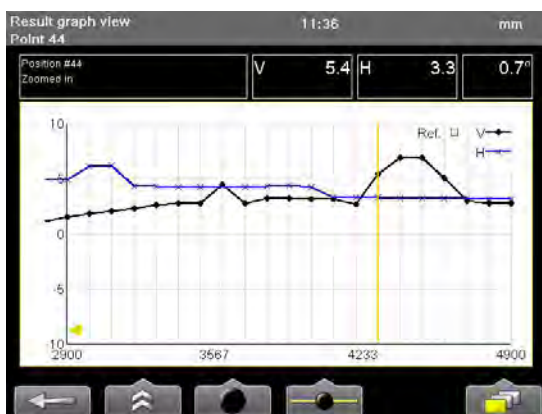 Result graph view 11:36 mm
Point 44
Position #44
Zoomed in
V 5.4 H 3.3 0.7°
10
5
0
-5
-10
Ref. V
H
2900 3567 4233 4900